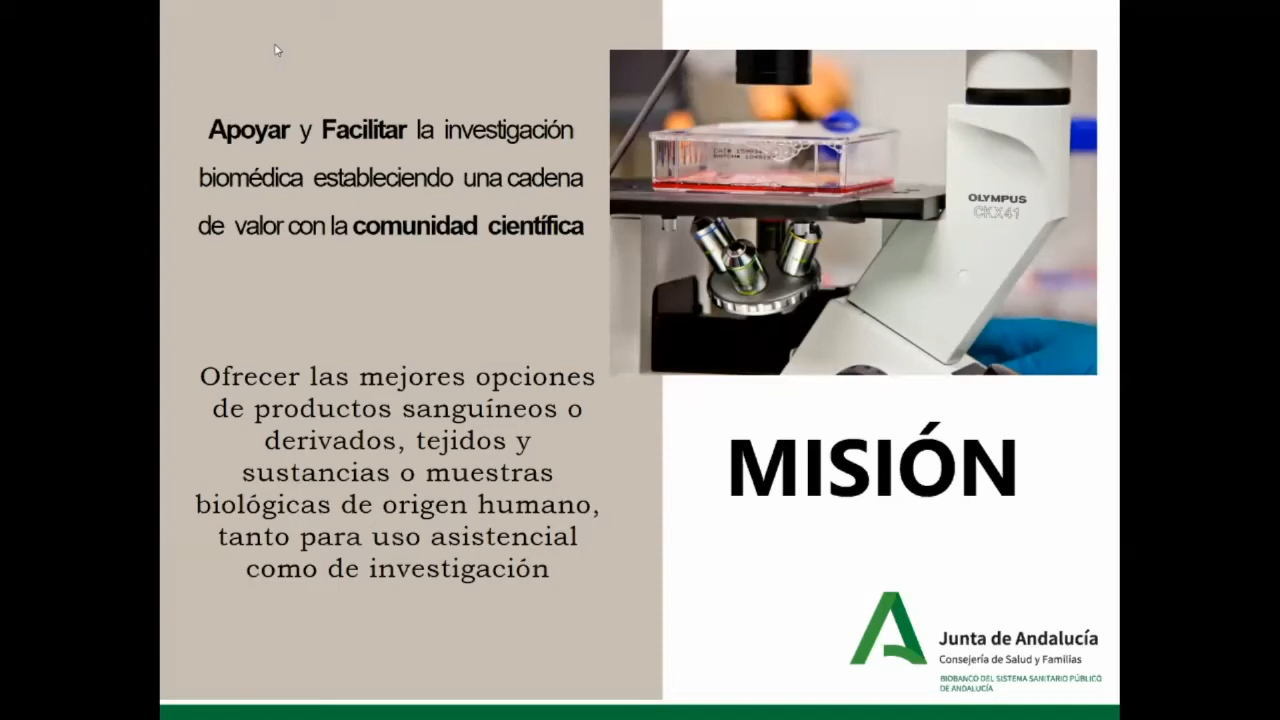 Apoyar y Facilitar la investigación
biomédica estableciendo una cadena
de valor con la comunidad científica
Ofrecer las mejores opciones
de productos sanguíneos o
derivados, tejidos y
sustancias o muestras
biológicas de origen humano,
tanto para uso asistencial
como de investigación
OLYMPUS
CKX41
MISIÓN
Junta de Andalucía
Consejería de Salud y Familias
BIOBANCO DEL SISTEMA SANITARIO PÚBLICO
DE ANDALUCÍA